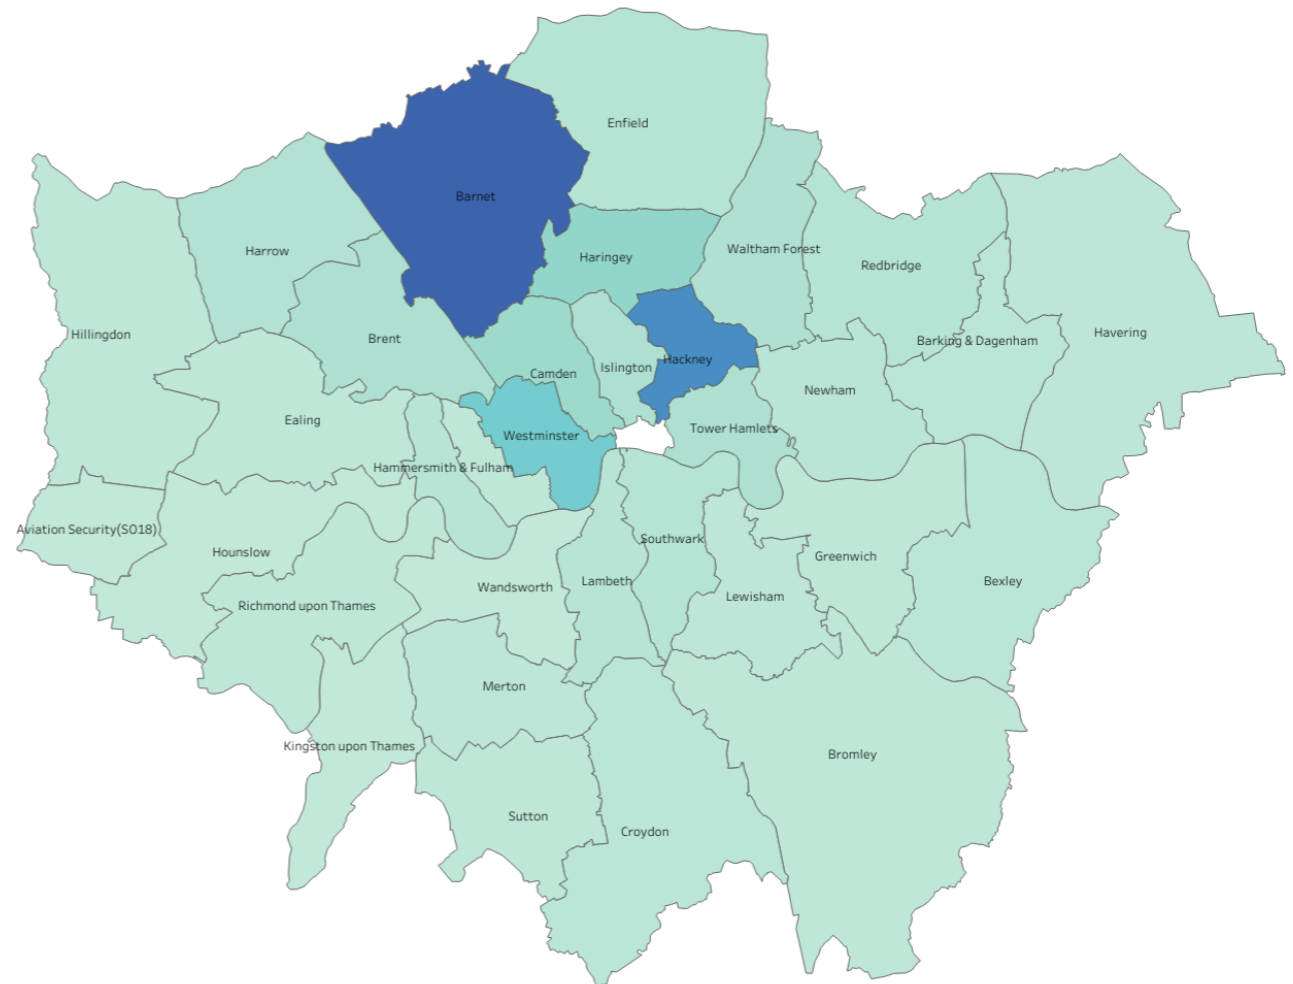 Enfield
Barnet
Waltham Forest
Harrow
Haringey
Redbridge
Hillingdon
Havering
Brent
Barking & Dagenham
Hackney
Islington
Camden
Newham
Ealing
Tower Hamlets
Westminster
Hammersmith & Fulham
Aviation Security(SO18)
Southwark
Hounslow
Greenwich
Lambeth
Bexley
Wandsworth
Lewisham
Richmond upon Thames
Merton
Kingston upon Thames
Bromley
Sutton
Croydon